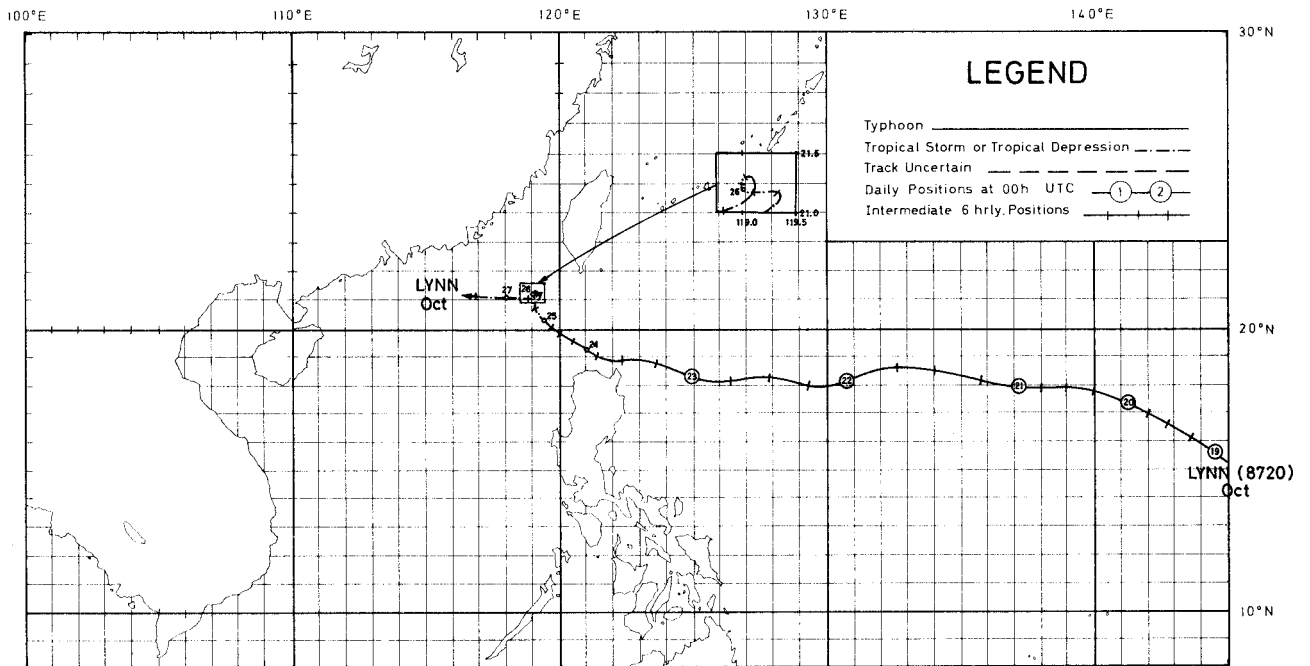 100°E 110°E 120°E 130°E 140°E
30°N
LEGEND
Typhoon
Tropical Storm or Tropical Depression
Track Uncertain
Daily Positions at 00h UTC 1 2
Intermediate 6 hrly. Positions
21.5
26
21.0
119.0 119.5
LYNN
Oct
27
26
25
20°N
24
23
22
21
20
19
LYNN (8720)
Oct
10°N